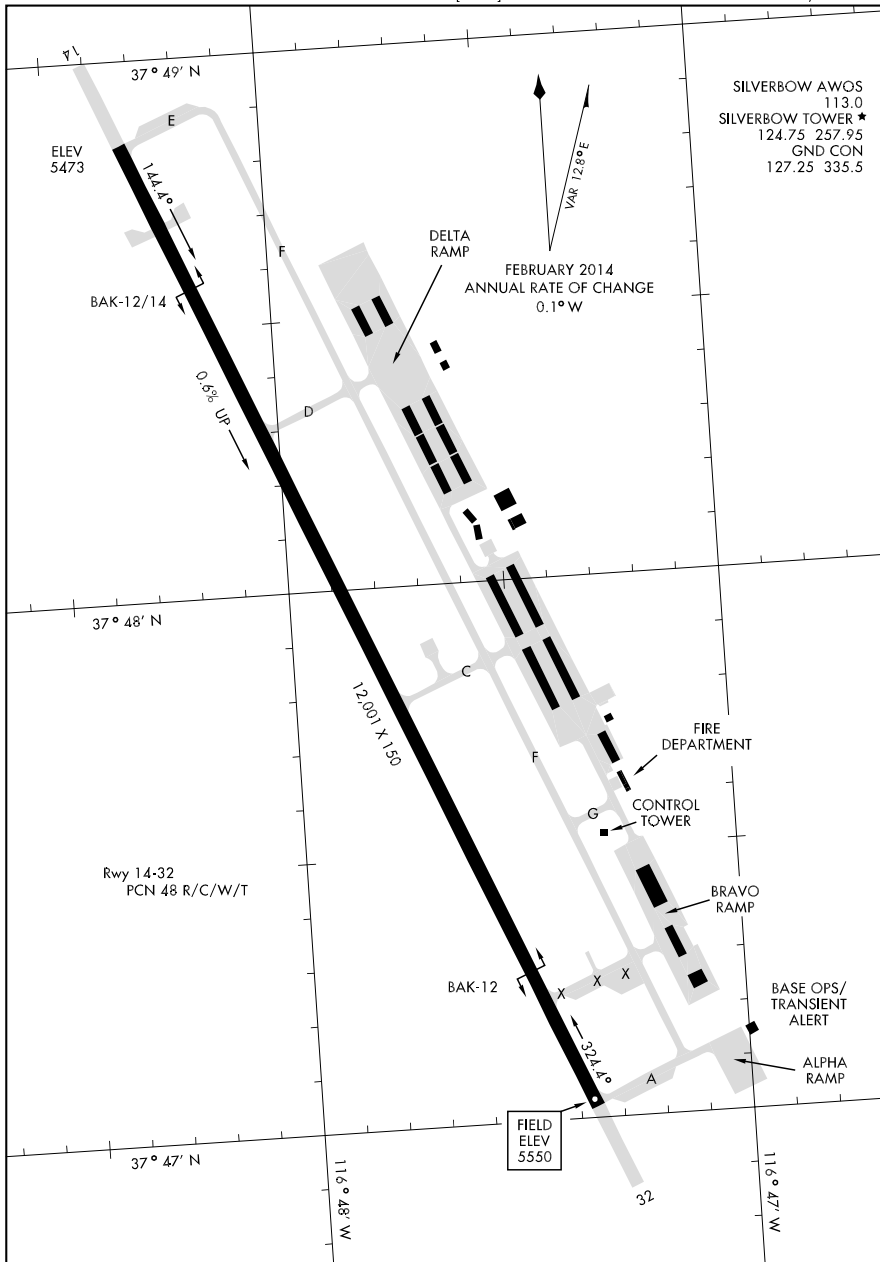 14
37° 49' N
E
ELEV
5473
144.4°
VAR 12.8° E
SILVERBOW AWOS
113.0
SILVERBOW TOWER ★
124.75 257.95
GND CON
127.25 335.5
DELTA
RAMP
F
FEBRUARY 2014
ANNUAL RATE OF CHANGE
0.1° W
BAK-12/14
0.6% UP
D
37° 48' N
C
12,001 X 150
F
FIRE
DEPARTMENT
G
CONTROL
TOWER
Rwy 14-32
PCN 48 R/C/W/T
BRAVO
RAMP
BAK-12
X X X
BASE OPS/
TRANSIENT
ALERT
324.4°
A
ALPHA
RAMP
FIELD
ELEV
5550
37° 47' N
116° 48' W
32
116° 47' W